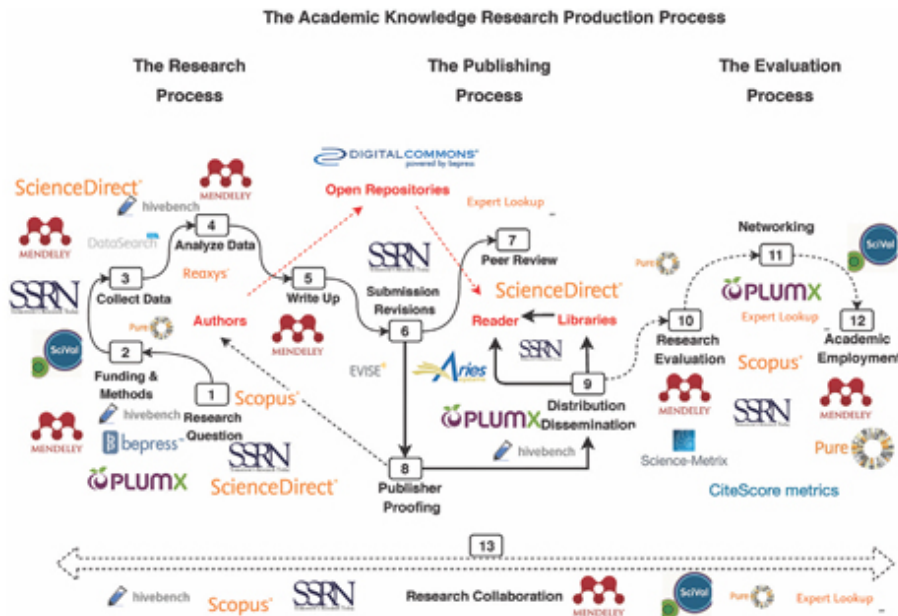 The Academic Knowledge Research Production Process
The Research
Process
The Publishing
Process
The Evaluation
Process
DIGITALCOMMONS
powered by bepress
Open Repositories
ScienceDirect
MENDELEY
hivebench
MENDELEY
DataSearch
4
Analyze Data
Reaxys
3
Collect Data
SSRN
5
Write Up
Authors
MENDELEY
Pure
SciVal
2
Funding & Methods
1
Research
Question
Scopus
MENDELEY
hivebench
bepress
PLUMX
SSRN
ScienceDirect
Expert Lookup
7
Peer Review
SSRN
Submission
Revisions
6
ScienceDirect
Reader
Libraries
SSRN
EVISE
Aries
9
Distribution
Dissemination
PLUMX
hivebench
8
Publisher
Proofing
Networking
11
SciVal
Pure
PLUMX
10
Research
Evaluation
Expert Lookup
12
Academic
Employment
Scopus
MENDELEY
SSRN
MENDELEY
Science-Metrix
Pure
CiteScore metrics
13
hivebench
Scopus
SSRN
Research Collaboration
MENDELEY
SciVal
Pure
Expert Lookup